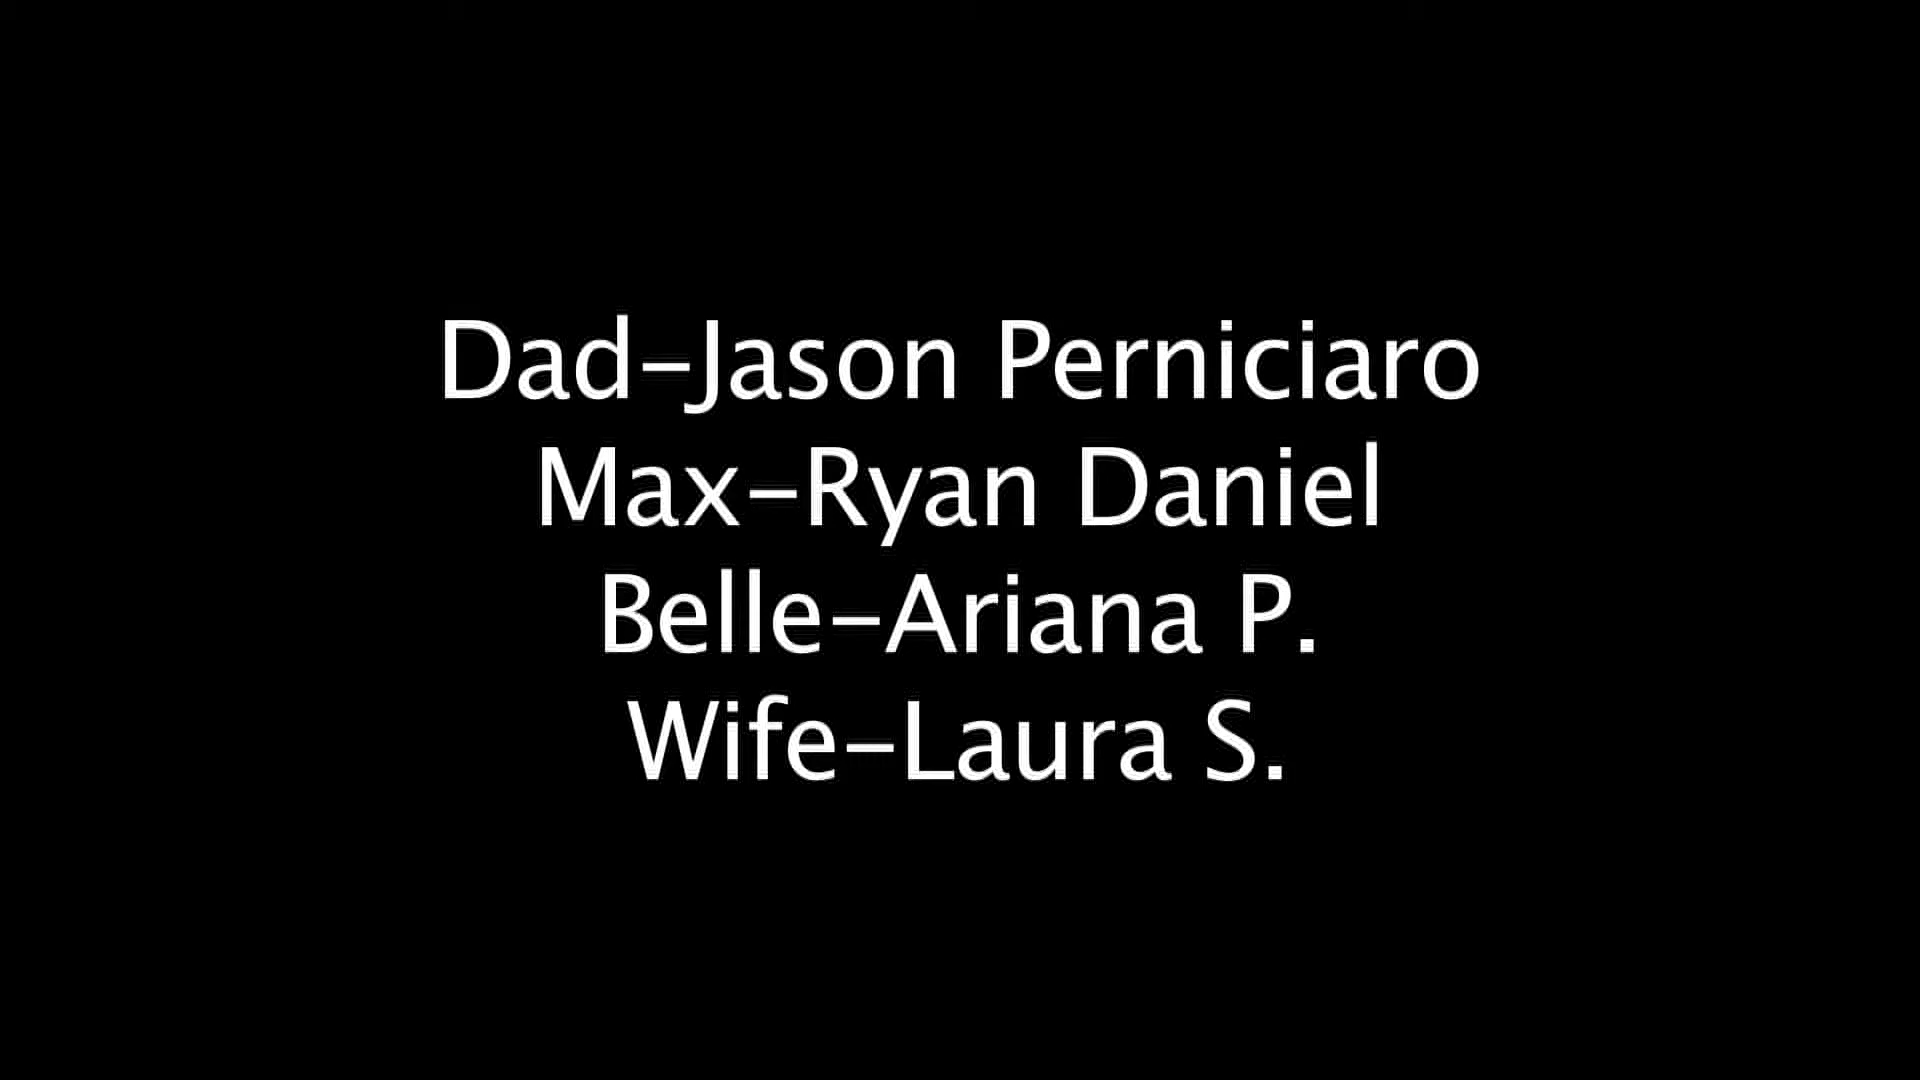 Dad-Jason Perniciaro
Max-Ryan Daniel
Belle-Ariana P.
Wife-Laura S.